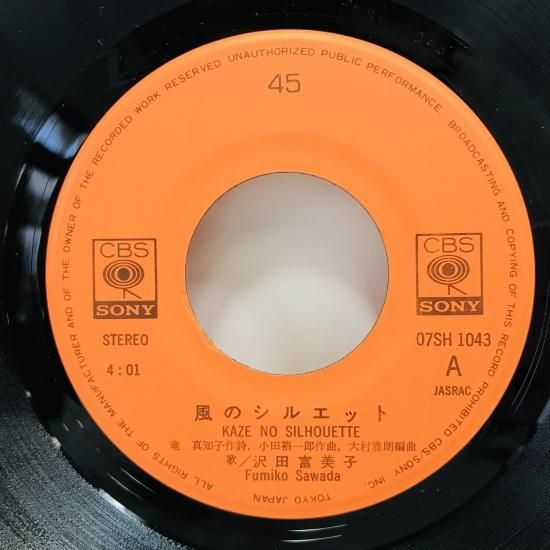 ALL RIGHTS OF THE MANUFACTURER AND OF THE OWNER OF THE RECORDED WORK RESERVED UNAUTHORIZED PUBLIC PERFORMANCE. BROADCASTING AND COPYING OF THIS RECORD PROHIBITED CBS/SONY INC. TOKYO JAPAN
45
CBS
SONY
CBS
SONY
STEREO
07SH 1043
4:01
A
JASRAC
風のシルエット
KAZE NO SILHOUETTE
竜 真知子作詩, 小田裕一郎作曲, 大村雅朗編曲
歌/沢田富美子
Fumiko Sawada